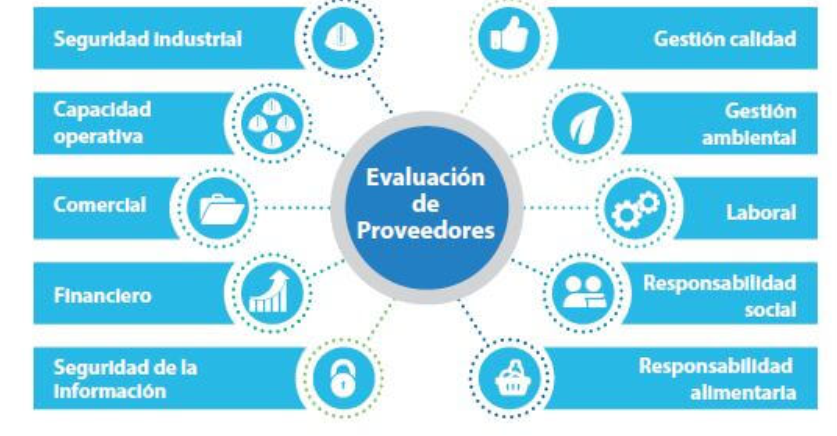 Seguridad industrial
Capacidad
operativa
Comercial
Financiero
Seguridad de la
información
Evaluación
de
Proveedores
Gestión calidad
Gestión
ambiental
Laboral
Responsabilidad
social
Responsabilidad
alimentaria